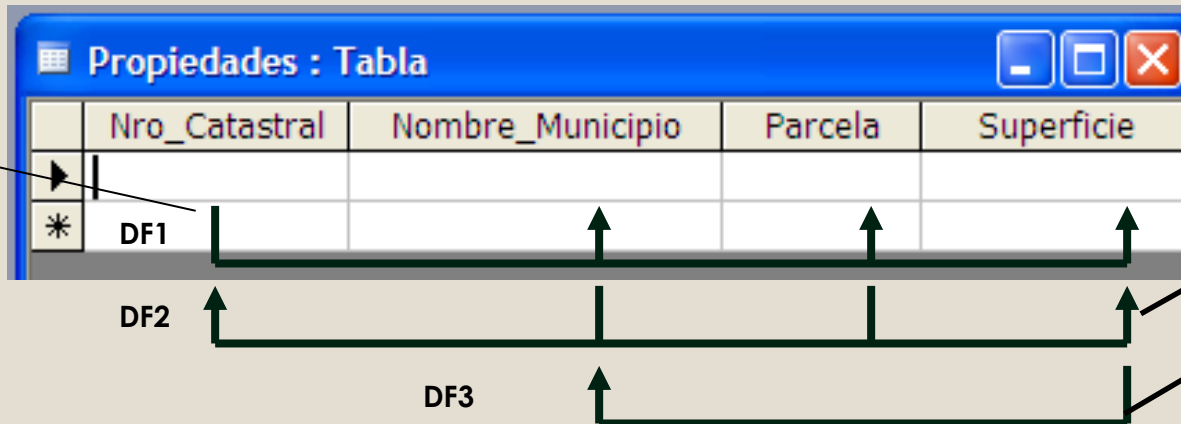 Propiedades : Tabla
Nro_Catastral Nombre_Municipio Parcela Superficie
DF1
DF2
DF3